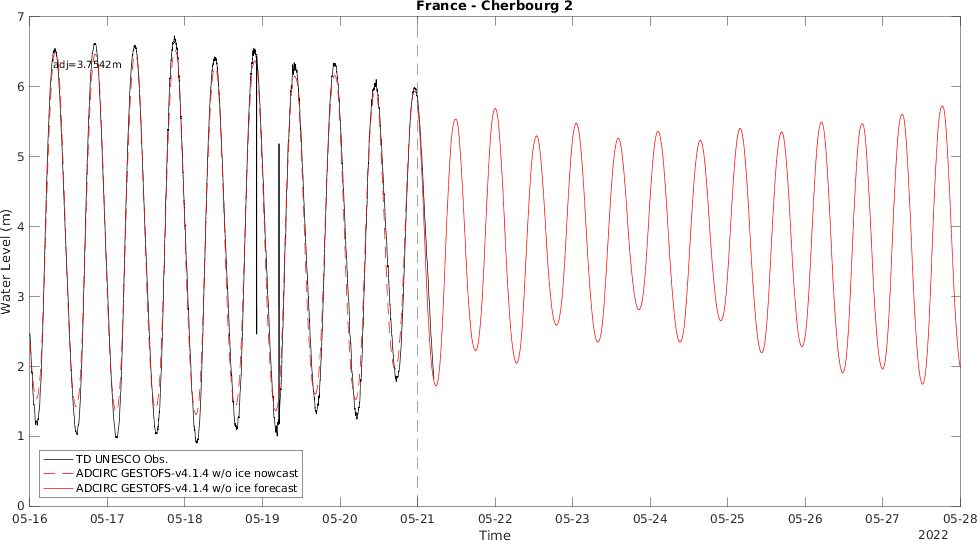 France - Cherbourg 2
7
6
5
4
3
2
1
0
Water Level (m)
adj=3.7542m
TD UNESCO Obs.
ADCIRC GESTOFS-v4.1.4 w/o ice nowcast
ADCIRC GESTOFS-v4.1.4 w/o ice forecast
05-16 05-17 05-18 05-19 05-20 05-21 05-22 05-23 05-24 05-25 05-26 05-27 05-28
Time
2022